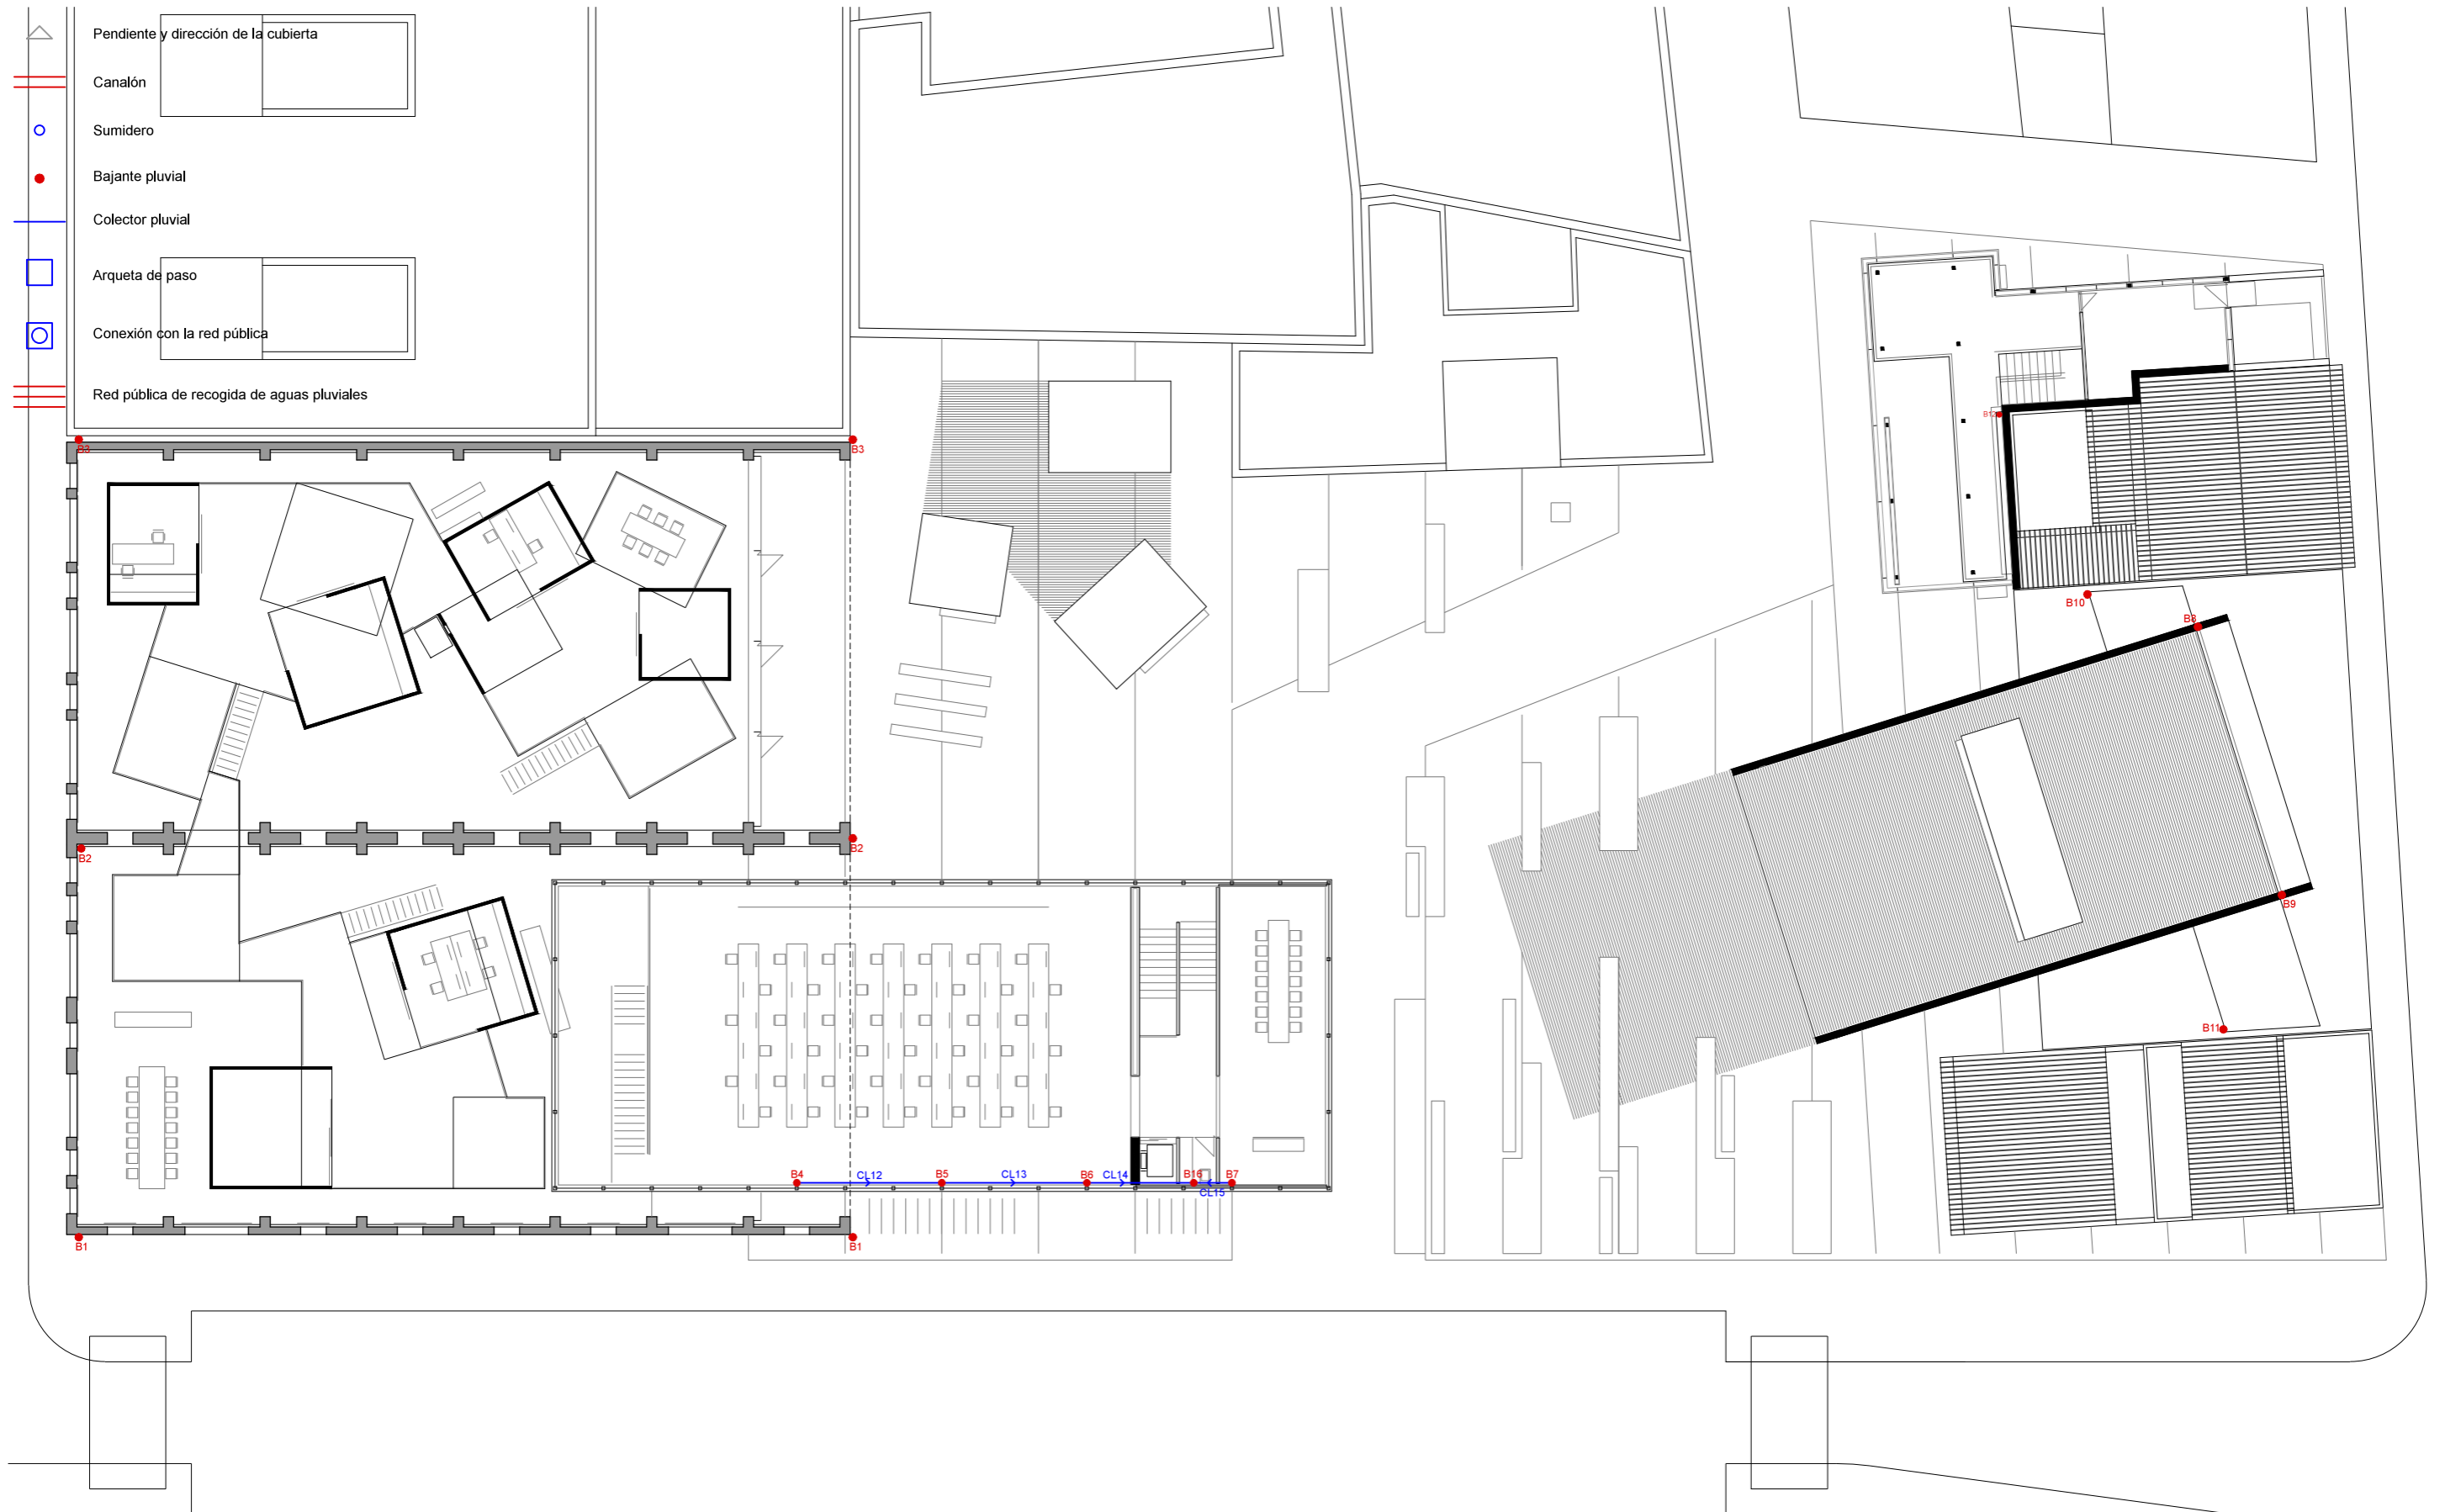 Pendiente y dirección de la cubierta
Canalón
Sumidero
Bajante pluvial
Colector pluvial
Arqueta de paso
Conexión con la red pública
Red pública de recogida de aguas pluviales
B3
B3
B12
B10
B8
B2
B2
B9
B11
B4
CL12
B5
CL13
B6
CL14
B16
B7
CL15
B1
B1